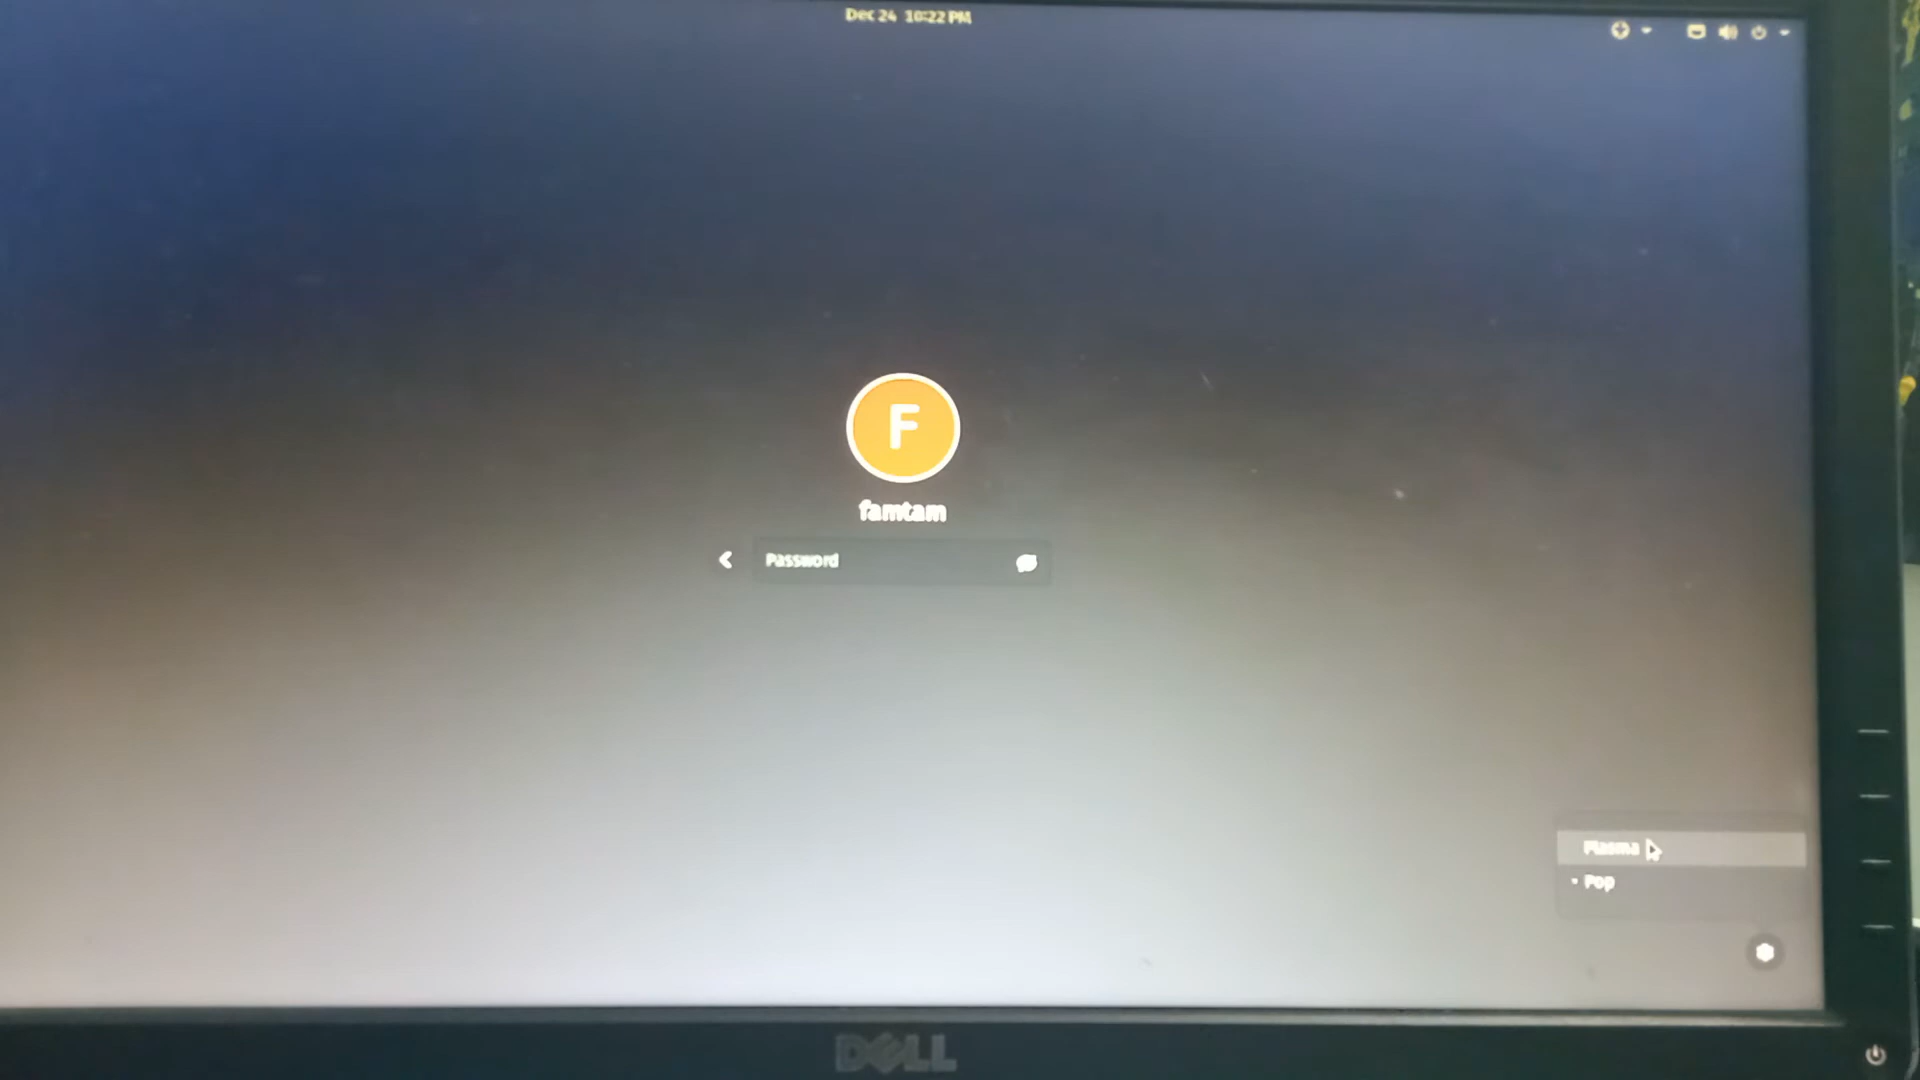 Dec 24 10:22 PM
F
famtam
Password
Plasma
Pop
DELL